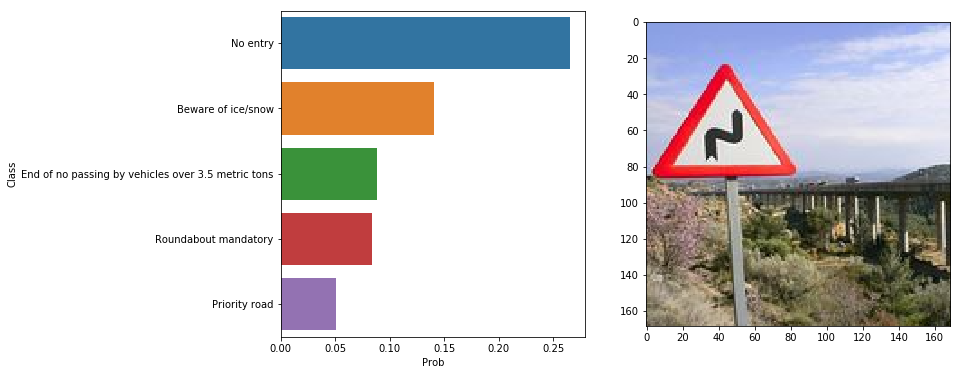 No entry
Beware of ice/snow
End of no passing by vehicles over 3.5 metric tons
Roundabout mandatory
Priority road
Class
0.00 0.05 0.10 0.15 0.20 0.25
Prob
0
20
40
60
80
100
120
140
160
0 20 40 60 80 100 120 140 160